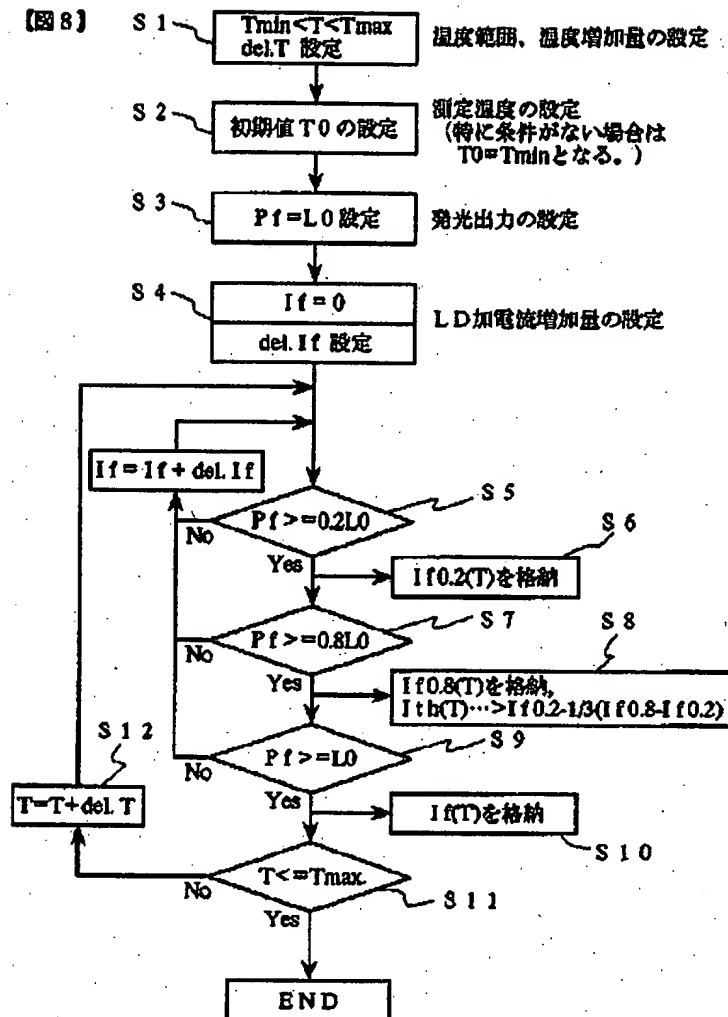 【図8】
S1
Tmin<T<Tmax
del.T 設定
温度範囲、温度増加量の設定
S2
初期値T0の設定
測定温度の設定
(特に条件がない場合は
T0=Tminとなる。)
S3
Pf=L0設定
発光出力の設定
S4
If=0
del.If 設定
LD加電流増加量の設定
If=If+del.If
S5
Pf>=0.2L0
No
Yes
S6
If0.2(T)を格納
S7
Pf>=0.8L0
No
Yes
S8
If0.8(T)を格納,
Ith(T)…>If0.2-1/3(If0.8-If0.2)
S9
Pf>=L0
No
Yes
S12
T=T+del.T
If(T)を格納
S10
T<=Tmax.
No
Yes
S11
END